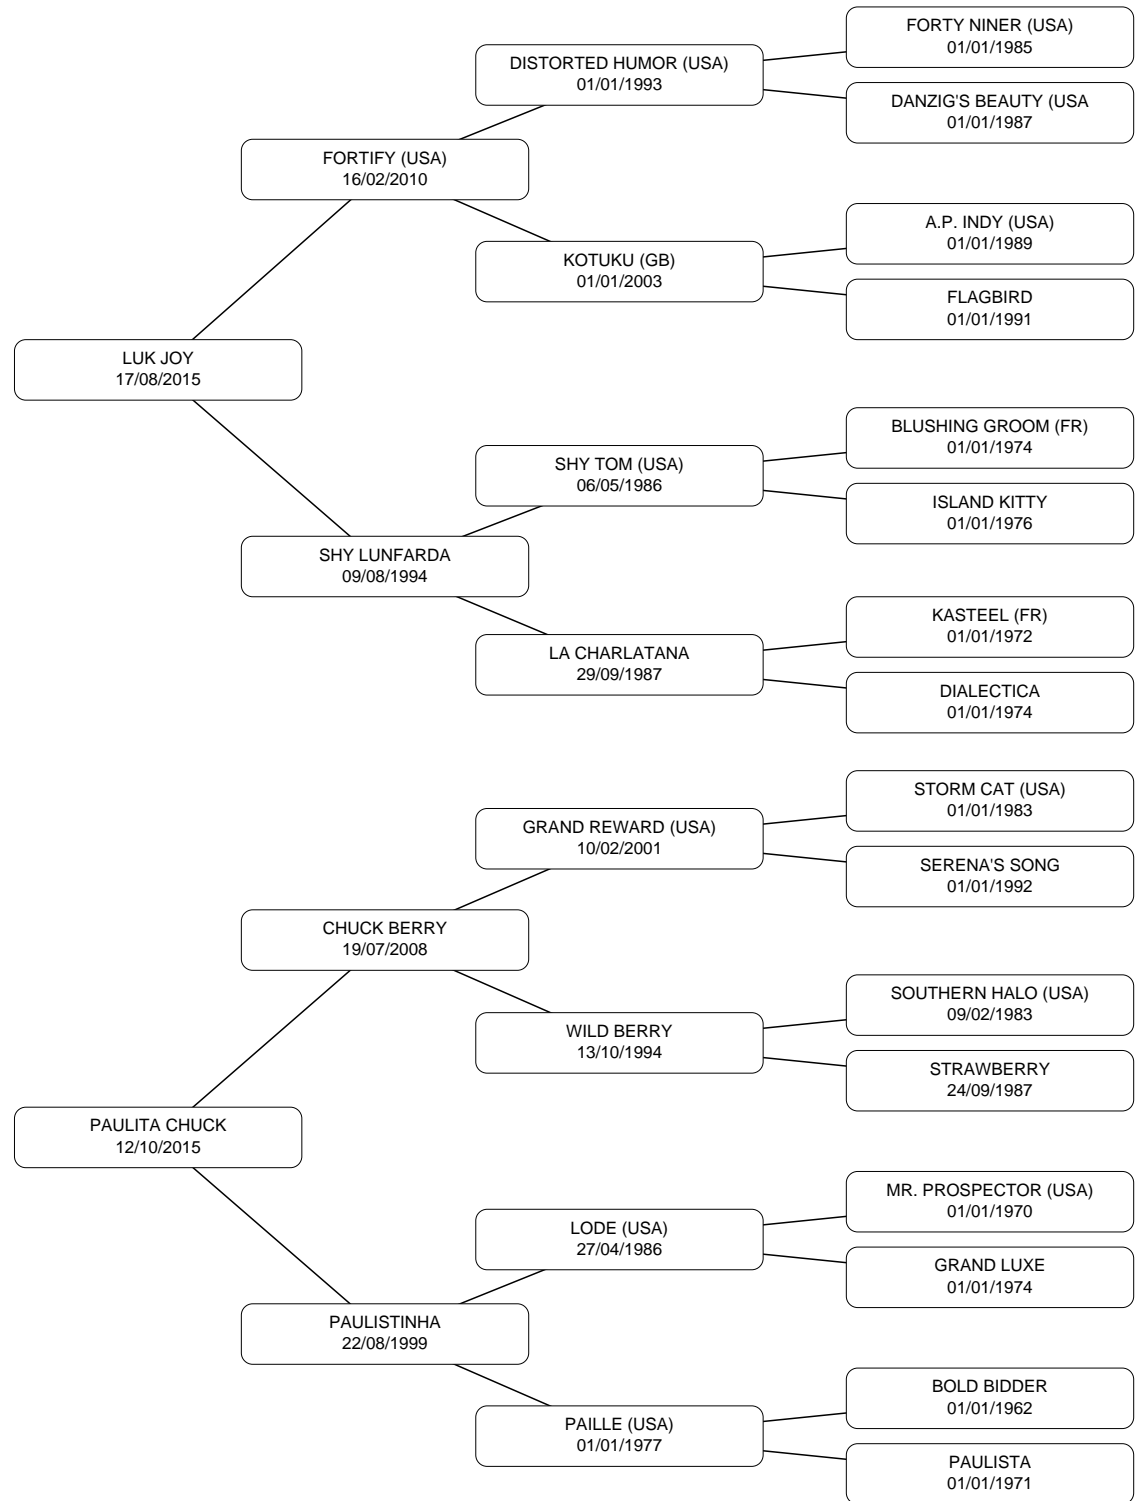 FORTY NINER (USA)
01/01/1985
DISTORTED HUMOR (USA)
01/01/1993
DANZIG'S BEAUTY (USA
01/01/1987
FORTIFY (USA)
16/02/2010
A.P. INDY (USA)
01/01/1989
KOTUKU (GB)
01/01/2003
FLAGBIRD
01/01/1991
LUK JOY
17/08/2015
BLUSHING GROOM (FR)
01/01/1974
SHY TOM (USA)
06/05/1986
ISLAND KITTY
01/01/1976
SHY LUNFARDA
09/08/1994
KASTEEL (FR)
01/01/1972
LA CHARLATANA
29/09/1987
DIALECTICA
01/01/1974
STORM CAT (USA)
01/01/1983
GRAND REWARD (USA)
10/02/2001
SERENA'S SONG
01/01/1992
CHUCK BERRY
19/07/2008
SOUTHERN HALO (USA)
09/02/1983
WILD BERRY
13/10/1994
STRAWBERRY
24/09/1987
PAULITA CHUCK
12/10/2015
MR. PROSPECTOR (USA)
01/01/1970
LODE (USA)
27/04/1986
GRAND LUXE
01/01/1974
PAULISTINHA
22/08/1999
BOLD BIDDER
01/01/1962
PAILLE (USA)
01/01/1977
PAULISTA
01/01/1971